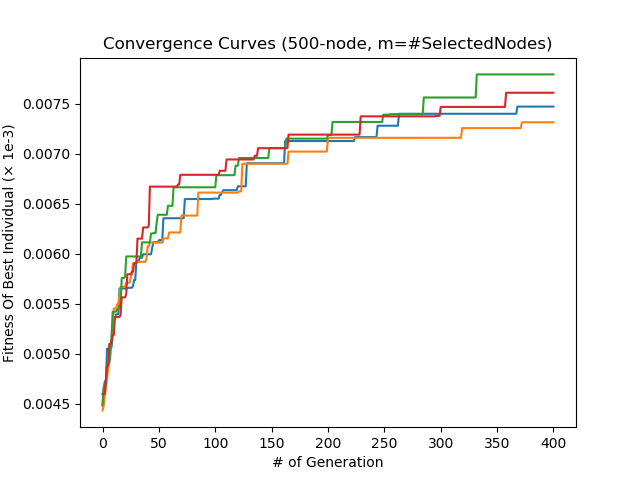 Convergence Curves (500-node, m=#SelectedNodes)
Fitness Of Best Individual (× 1e-3)
0.0075
0.0070
0.0065
0.0060
0.0055
0.0050
0.0045
0 50 100 150 200 250 300 350 400
# of Generation